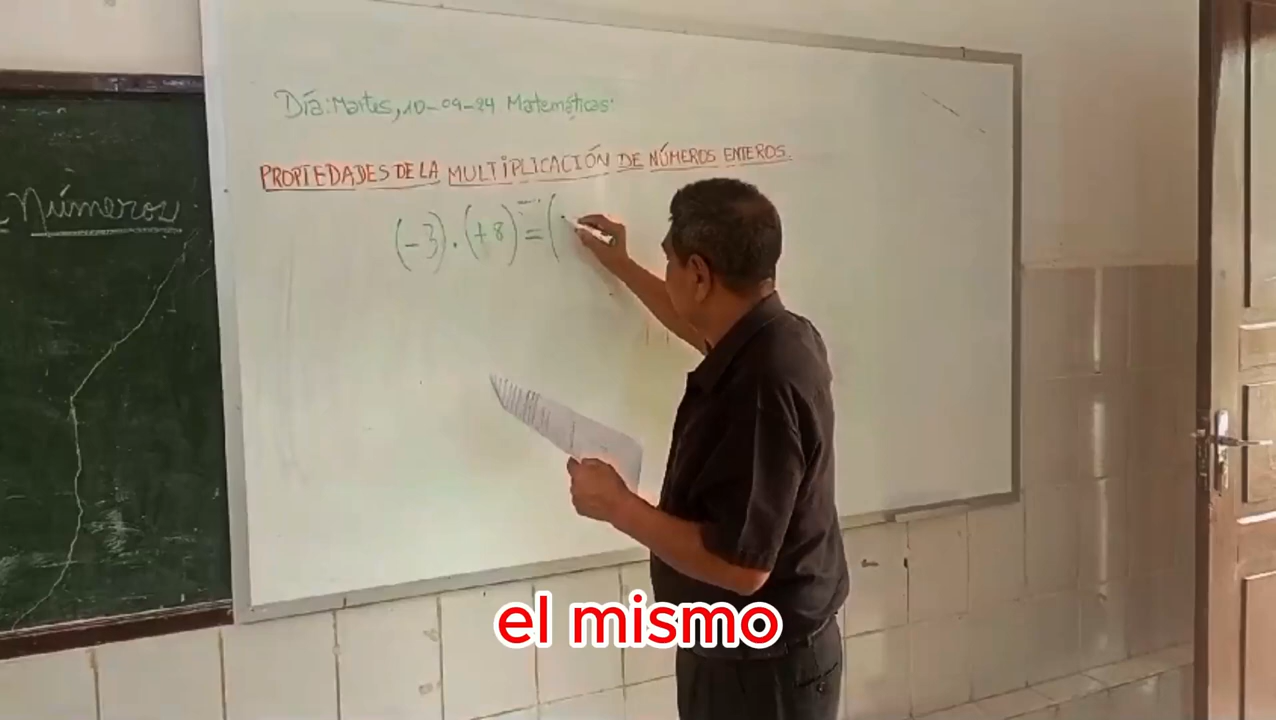 Día: Martes, 10-09-24 Matemáticas:
PROPIEDADES DE LA MULTIPLICACIÓN DE NÚMEROS ENTEROS.
Números
(-3).(+8)=(
el mismo